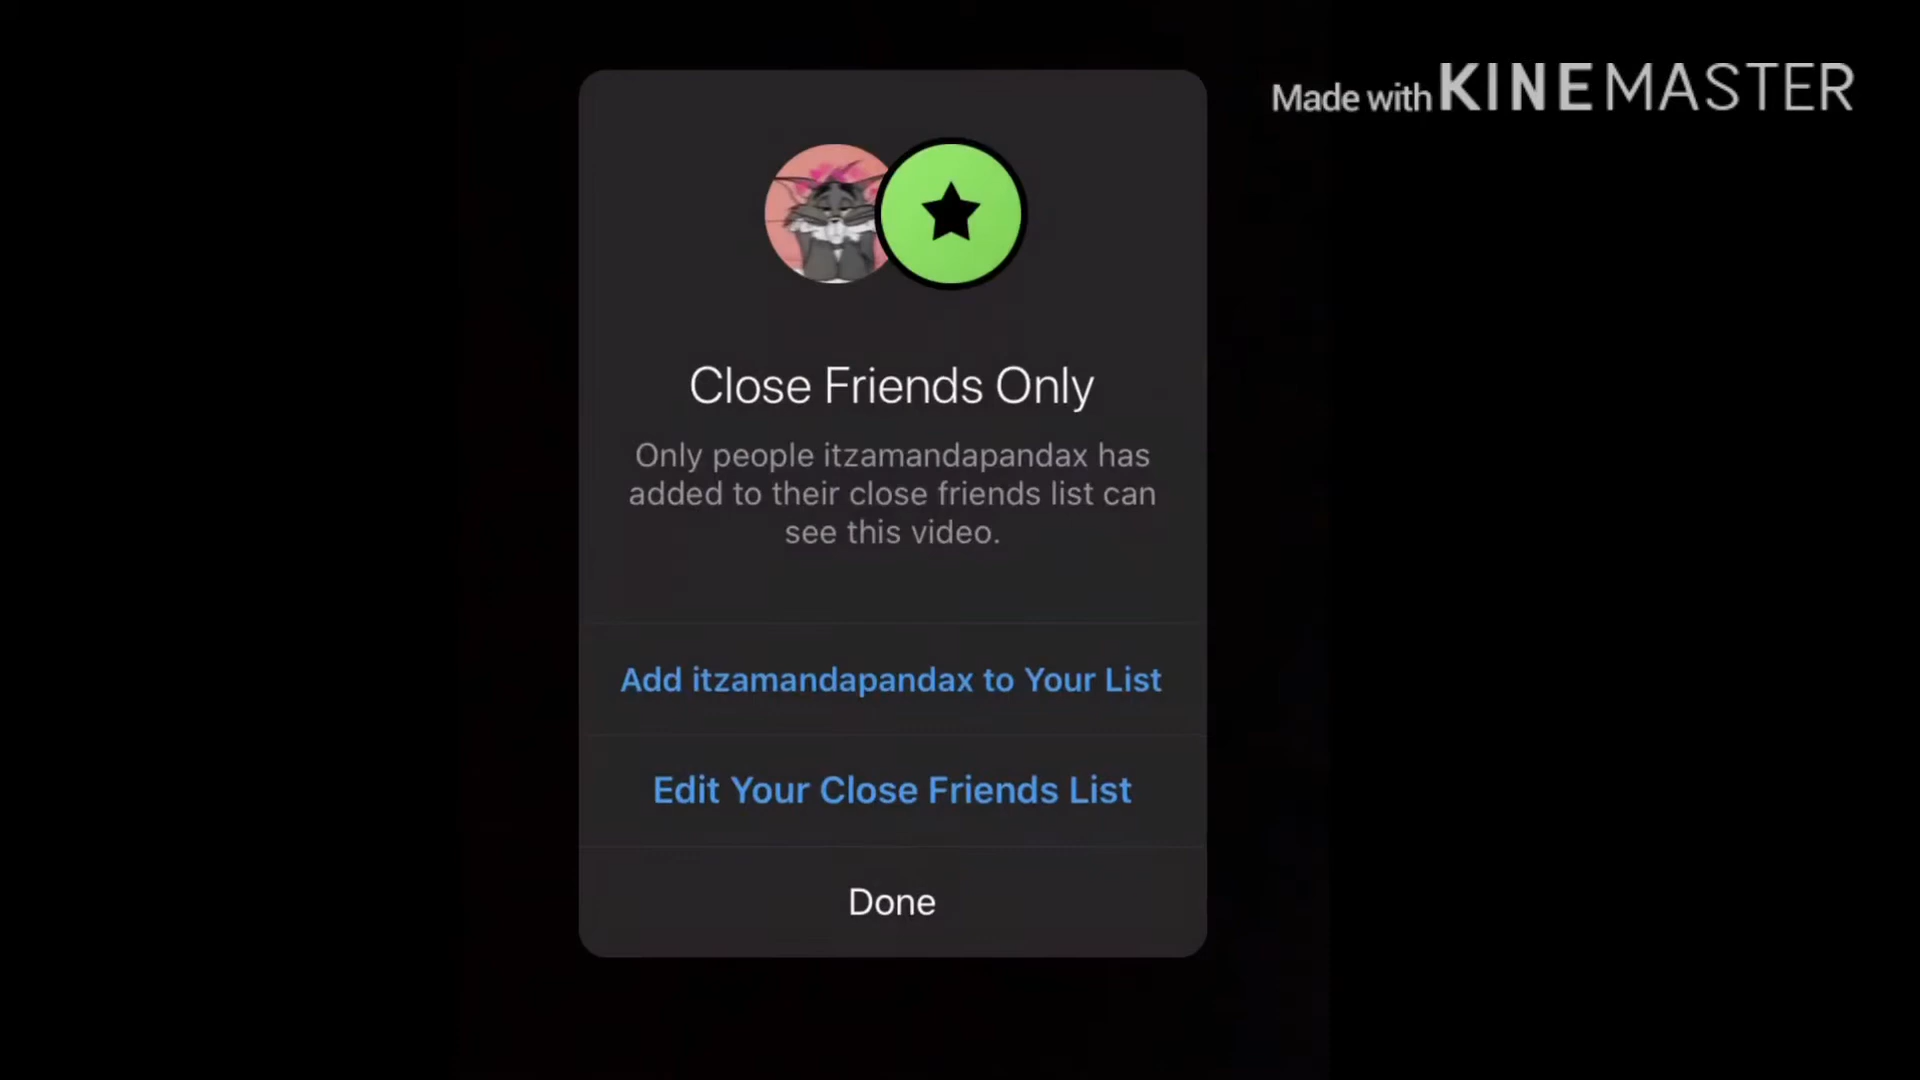 Made with KINEMASTER
Close Friends Only
Only people itzamandapandax has
added to their close friends list can
see this video.
Add itzamandapandax to Your List
Edit Your Close Friends List
Done